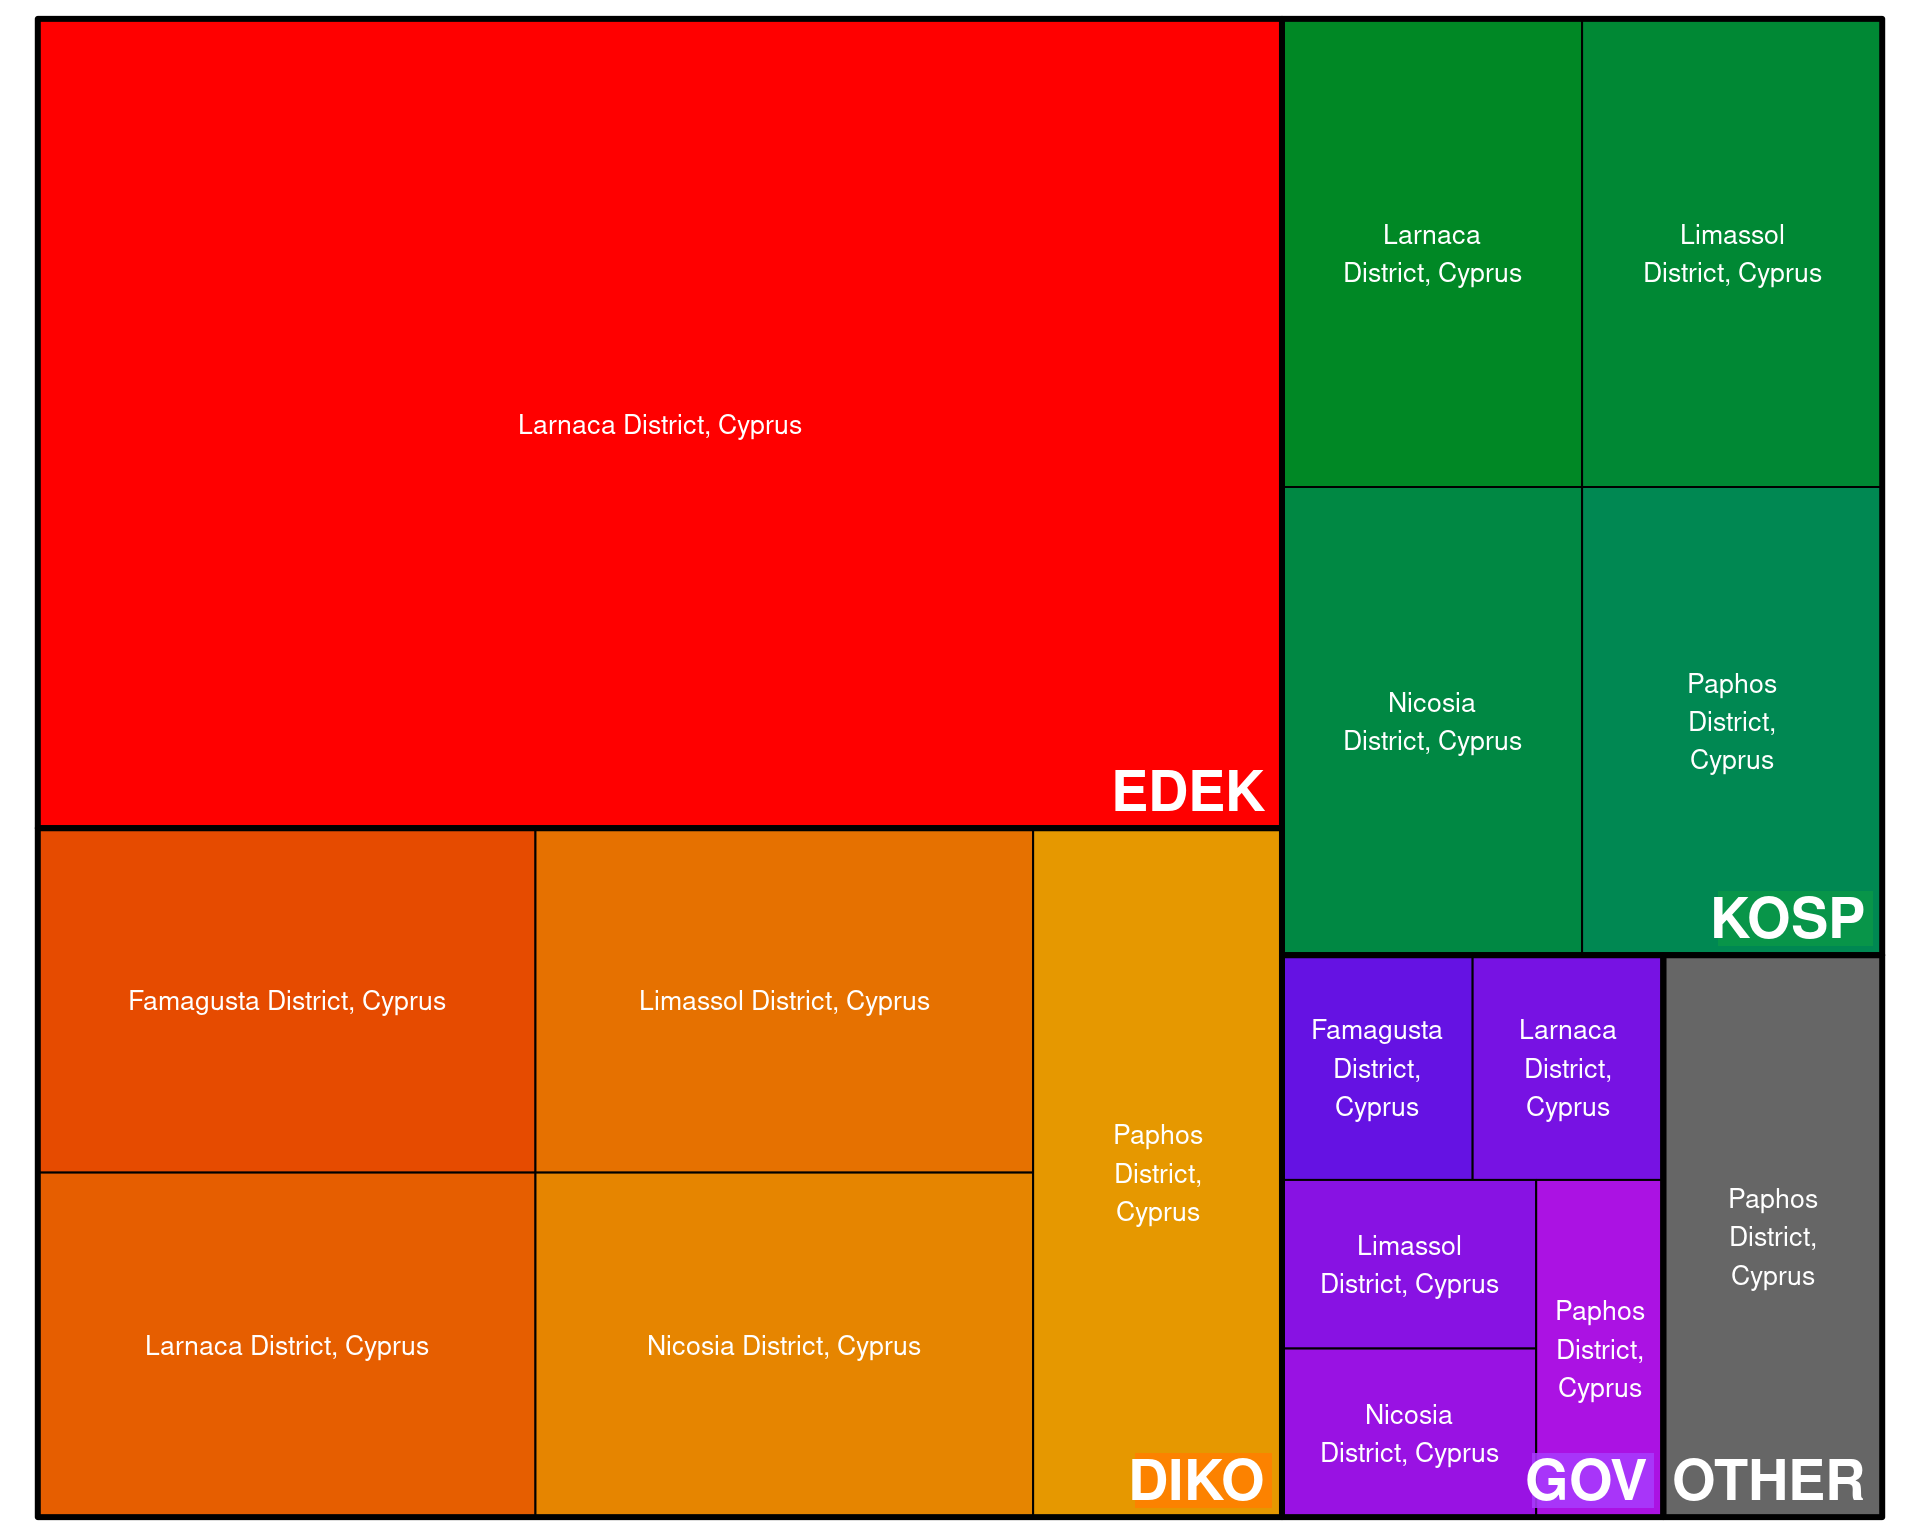 Larnaca District, Cyprus
EDEK
Famagusta District, Cyprus
Limassol District, Cyprus
Larnaca District, Cyprus
Nicosia District, Cyprus
Paphos
District,
Cyprus
DIKO
Larnaca
District, Cyprus
Limassol
District, Cyprus
Nicosia
District, Cyprus
Paphos
District,
Cyprus
KOSP
Famagusta
District,
Cyprus
Larnaca
District,
Cyprus
Limassol
District, Cyprus
Nicosia
District, Cyprus
Paphos
District,
Cyprus
GOV
Paphos
District,
Cyprus
OTHER